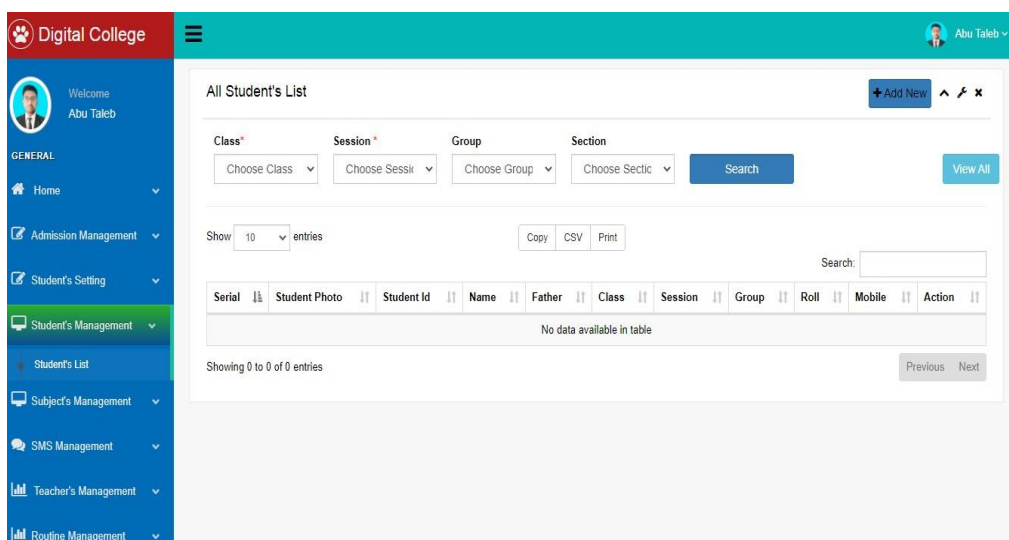 Digital College
Abu Taleb
Welcome
Abu Taleb
GENERAL
Home
Admission Management
Student's Setting
Student's Management
Student's List
Subject's Management
SMS Management
Teacher's Management
Routine Management
All Student's List
Add New
Class* Session * Group Section
Choose Class Choose Sessic Choose Group Choose Sectic Search View All
Show 10 entries Copy CSV Print
Search:
Serial Student Photo Student Id Name Father Class Session Group Roll Mobile Action
No data available in table
Showing 0 to 0 of 0 entries Previous Next